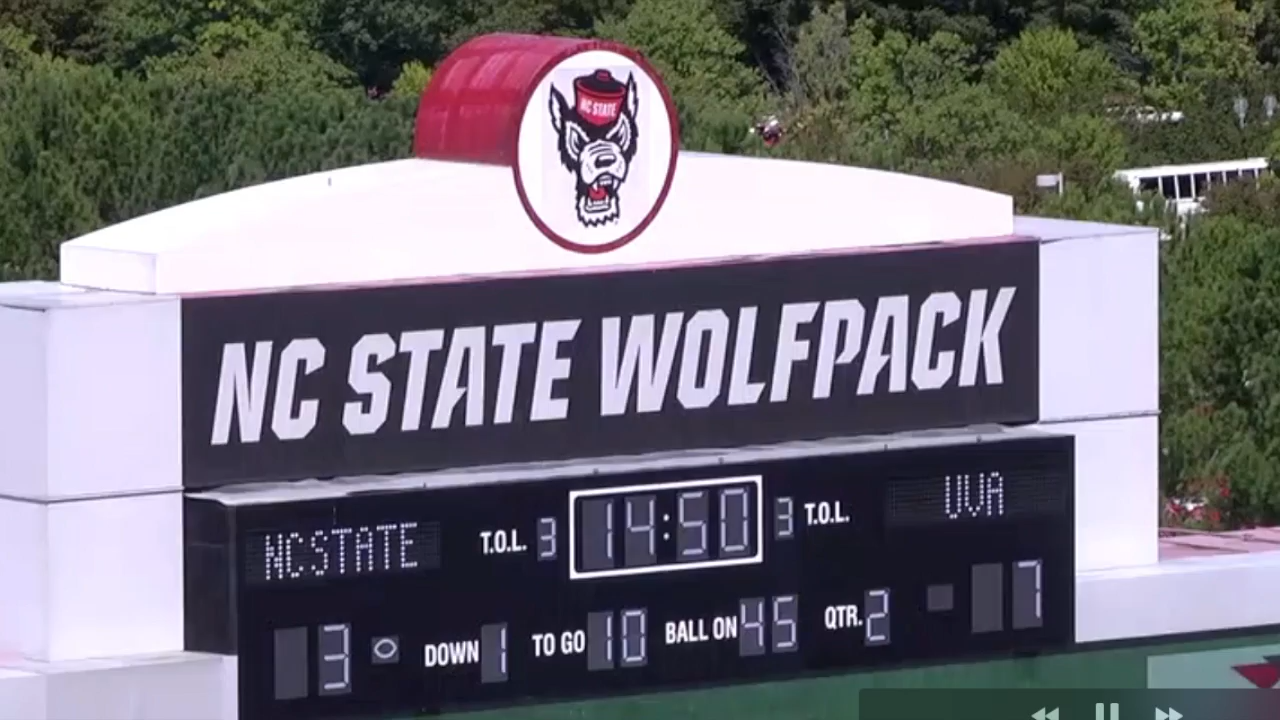 NC STATE
NC STATE WOLFPACK
NCSTATE T.O.L. 3 14:50 3 T.O.L. UVA
3 DOWN 1 TO GO 10 BALL ON 45 QTR. 2 7